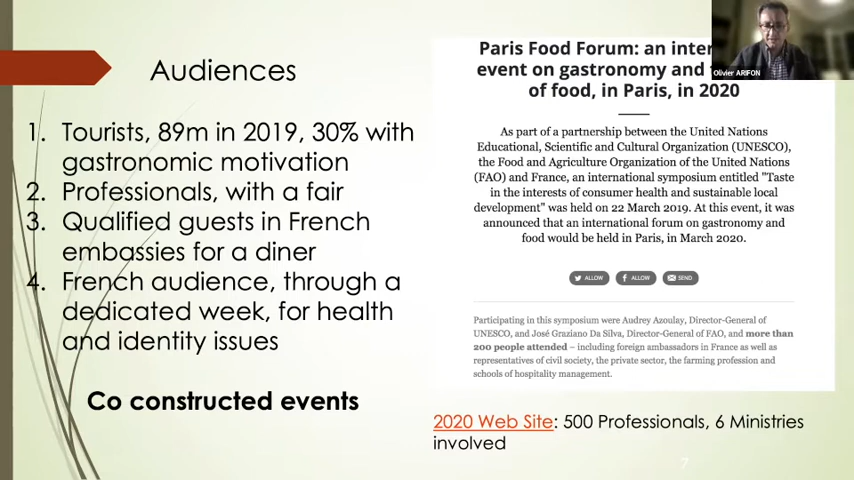 Audiences
1. Tourists, 89m in 2019, 30% with
gastronomic motivation
2. Professionals, with a fair
3. Qualified guests in French
embassies for a diner
4. French audience, through a
dedicated week, for health
and identity issues
Co constructed events
Paris Food Forum: an
event on gastronomy and
of food, in Paris, in 2020
As part of a partnership between the United Nations
Educational, Scientific and Cultural Organization (UNESCO),
the Food and Agriculture Organization of the United Nations
(FAO) and France, an international symposium entitled "Taste
in the interests of consumer health and sustainable local
development" was held on 22 March 2019. At this event, it was
announced that an international forum on gastronomy and
food would be held in Paris, in March 2020.
ALLOW ALLOW SEND
Participating in this symposium were Audrey Azoulay, Director-General of
UNESCO, and José Graziano Da Silva, Director-General of FAO, and more than
200 people attended – including foreign ambassadors in France as well as
representatives of civil society, the private sector, the farming profession and
schools of hospitality management.
2020 Web Site: 500 Professionals, 6 Ministries
involved
7
Olivier ARIFON